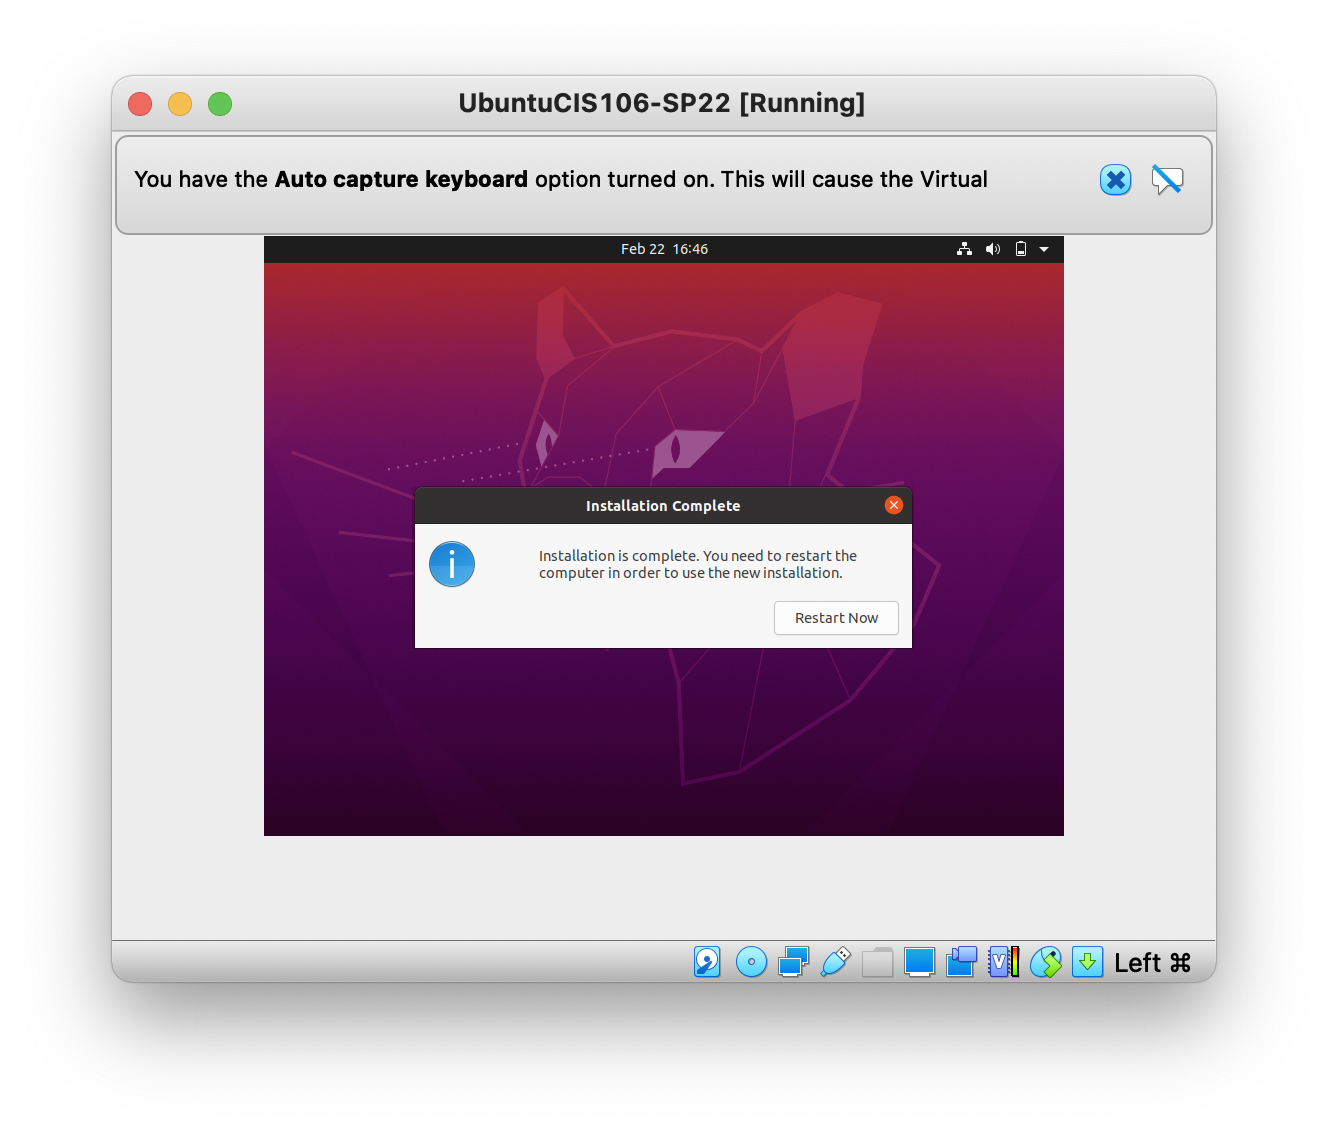 UbuntuCIS106-SP22 [Running]
You have the Auto capture keyboard option turned on. This will cause the Virtual
Feb 22 16:46
Installation Complete
Installation is complete. You need to restart the
computer in order to use the new installation.
Restart Now
Left ⌘